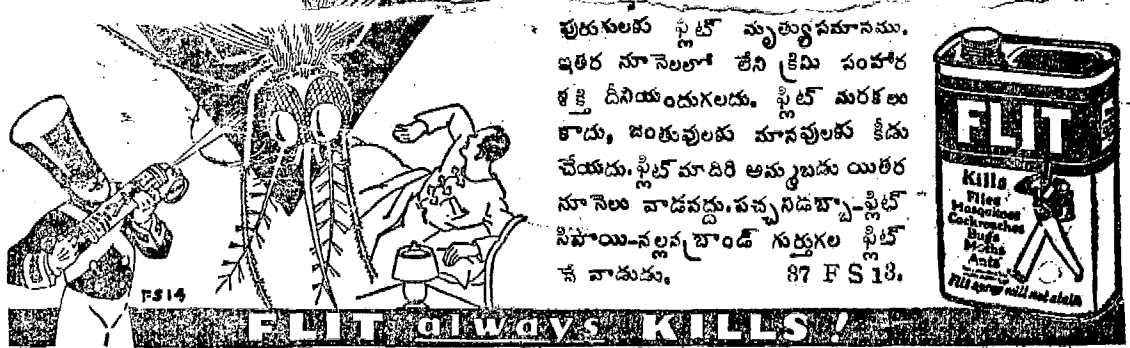 పురుగులకు ఫ్లిట్ మృత్యుసమానము.
ఇతర నూనెలలో లేని క్రిమి సంహార
శక్తి దీనియందుగలదు. ఫ్లిట్ మరకలు
కాదు, జంతువులకు మానవులకు కీడు
చేయదు. ఫ్లిట్ మాదిరి అమ్మబడు యితర
నూనెలు వాడవద్దు. పచ్చనిడబ్బా-ఫ్లిట్
సిపాయి-నల్లనిబ్రాండ్ గుర్తుగల ఫ్లిట్
నే వాడుడు. 37 F S 13.
FLIT
Kills
Flies
Mosquitoes
Cockroaches
Bugs
Moths
Ants
Flit spray will not stain
FS14
FLIT always KILLS!